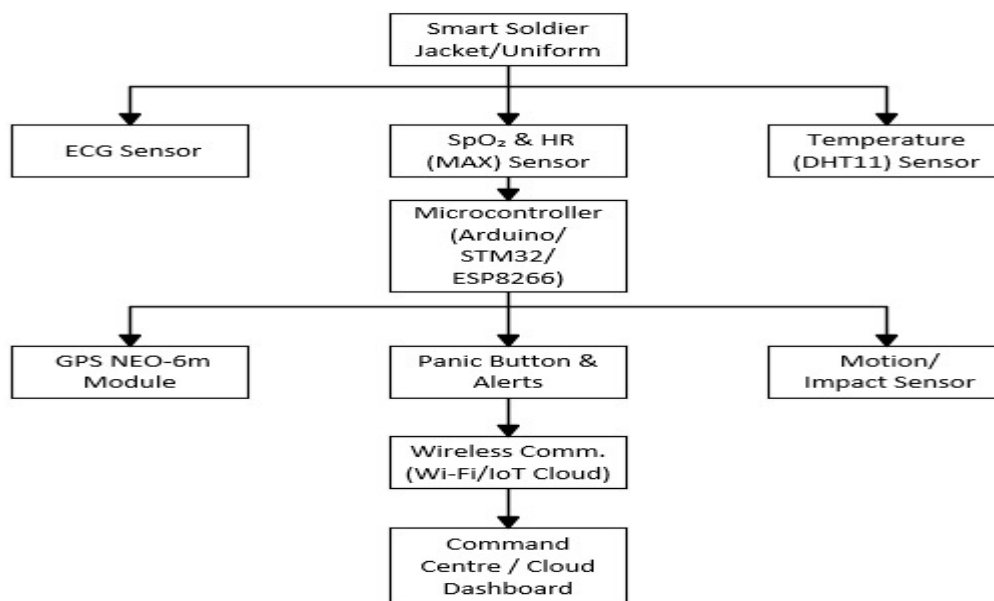 Smart Soldier
Jacket/Uniform
ECG Sensor
SpO₂ & HR
(MAX) Sensor
Temperature
(DHT11) Sensor
Microcontroller
(Arduino/
STM32/
ESP8266)
GPS NEO-6m
Module
Panic Button &
Alerts
Motion/
Impact Sensor
Wireless Comm.
(Wi-Fi/IoT Cloud)
Command
Centre / Cloud
Dashboard